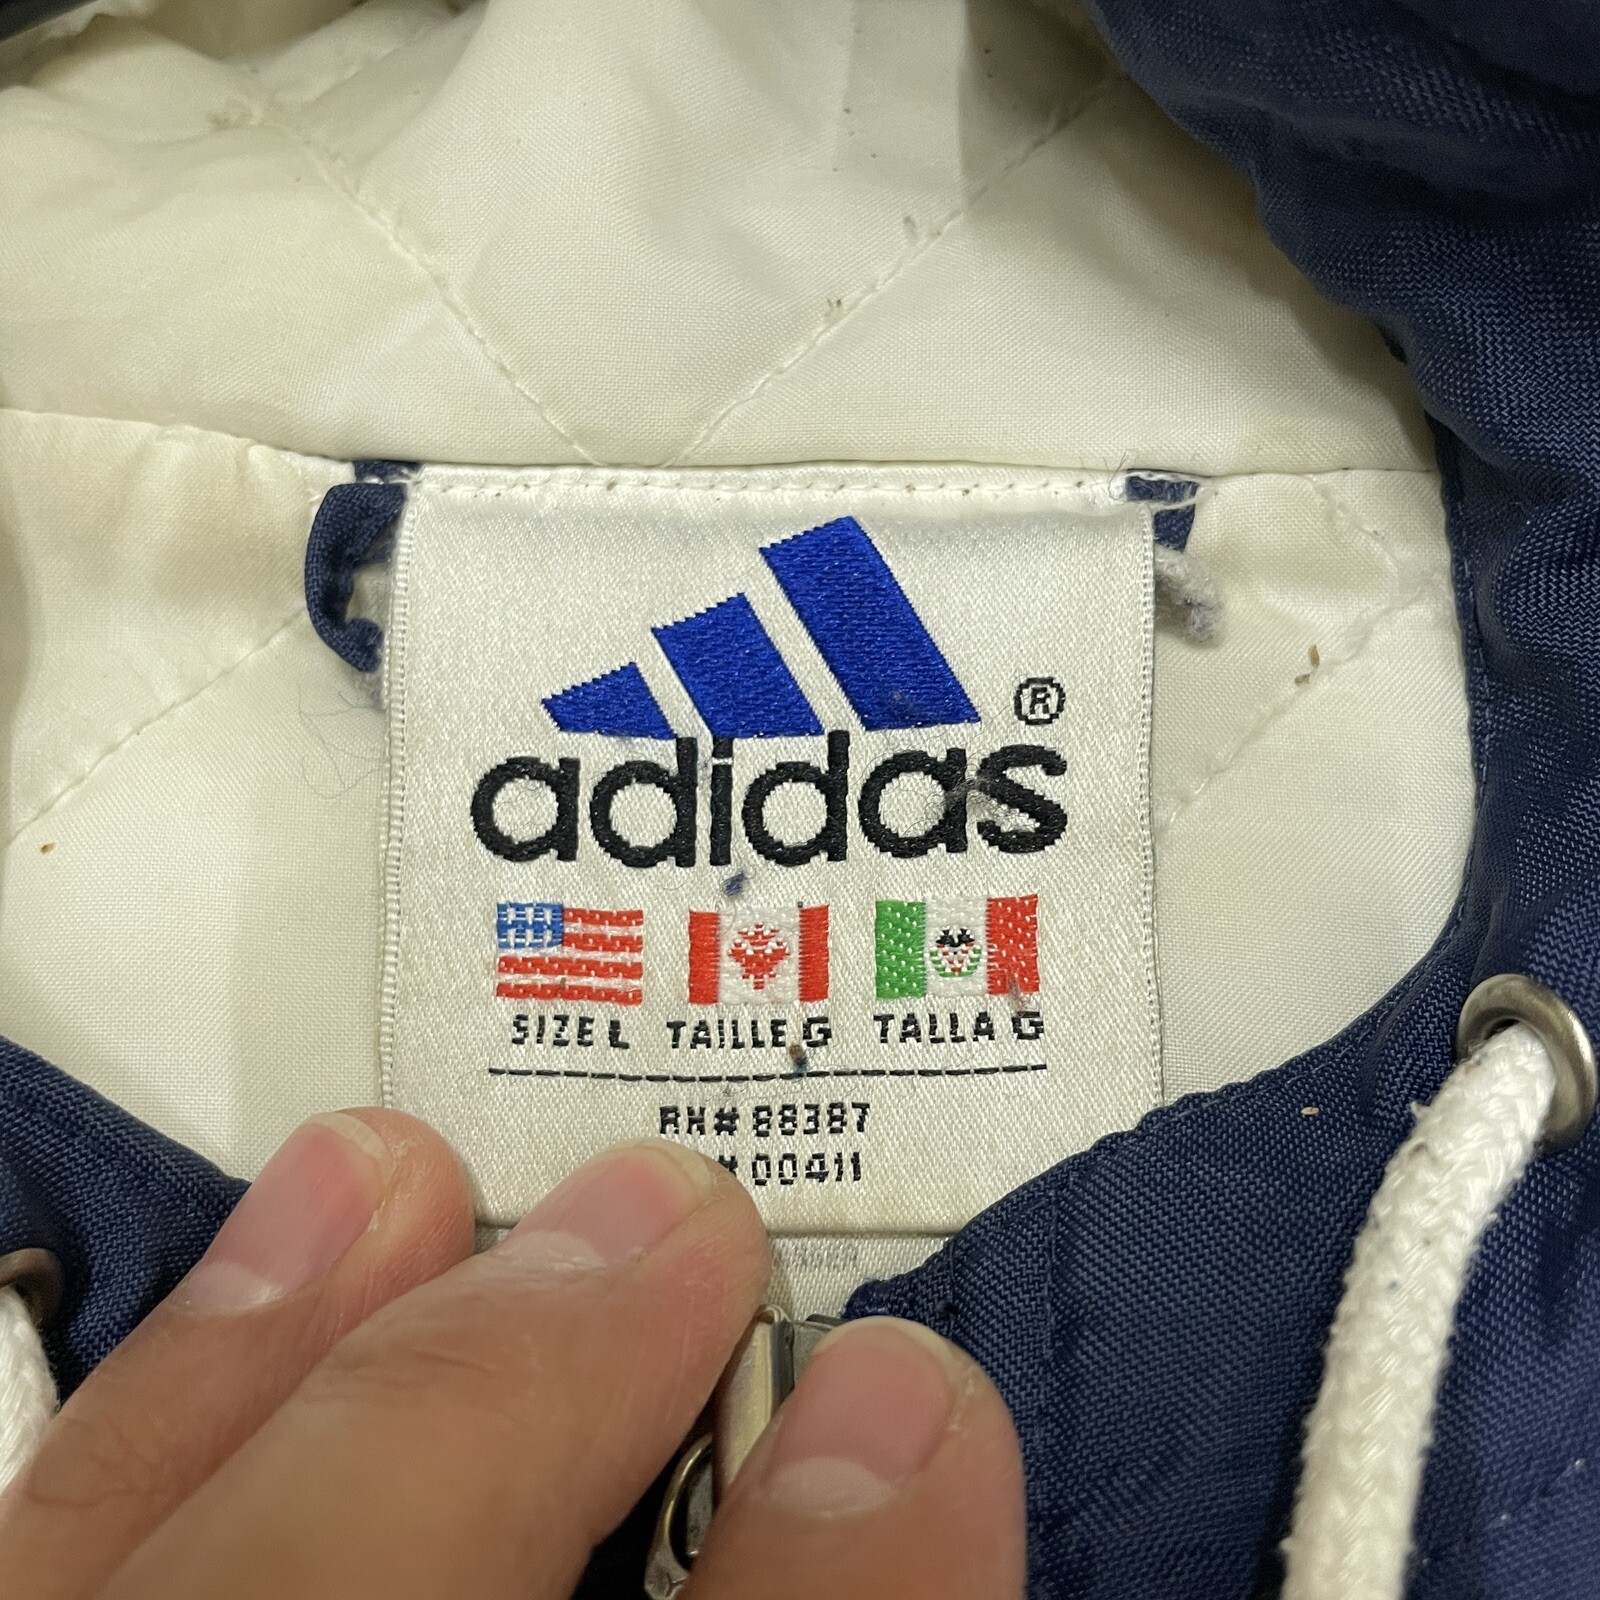 ®
adidas
SIZE L TAILLE G TALLA G
RN# 88387
# 00411